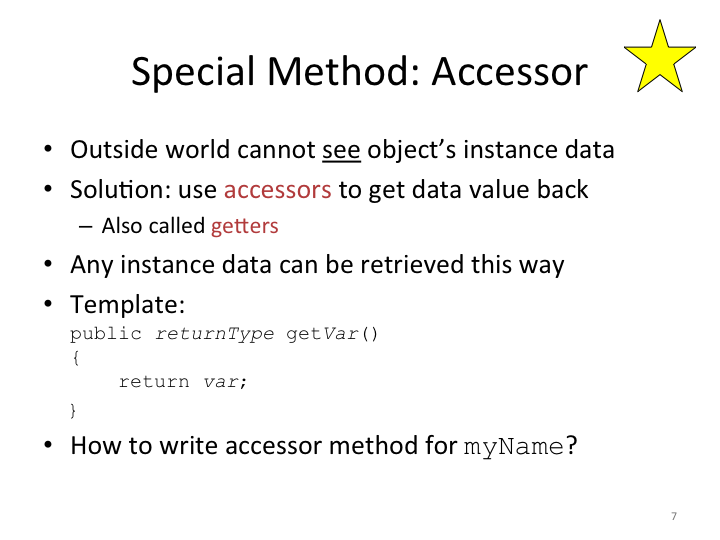 Special Method: Accessor
• Outside world cannot see object’s instance data
• Solution: use accessors to get data value back
– Also called getters
• Any instance data can be retrieved this way
• Template:
public returnType getVar()
{
return var;
}
• How to write accessor method for myName?
7